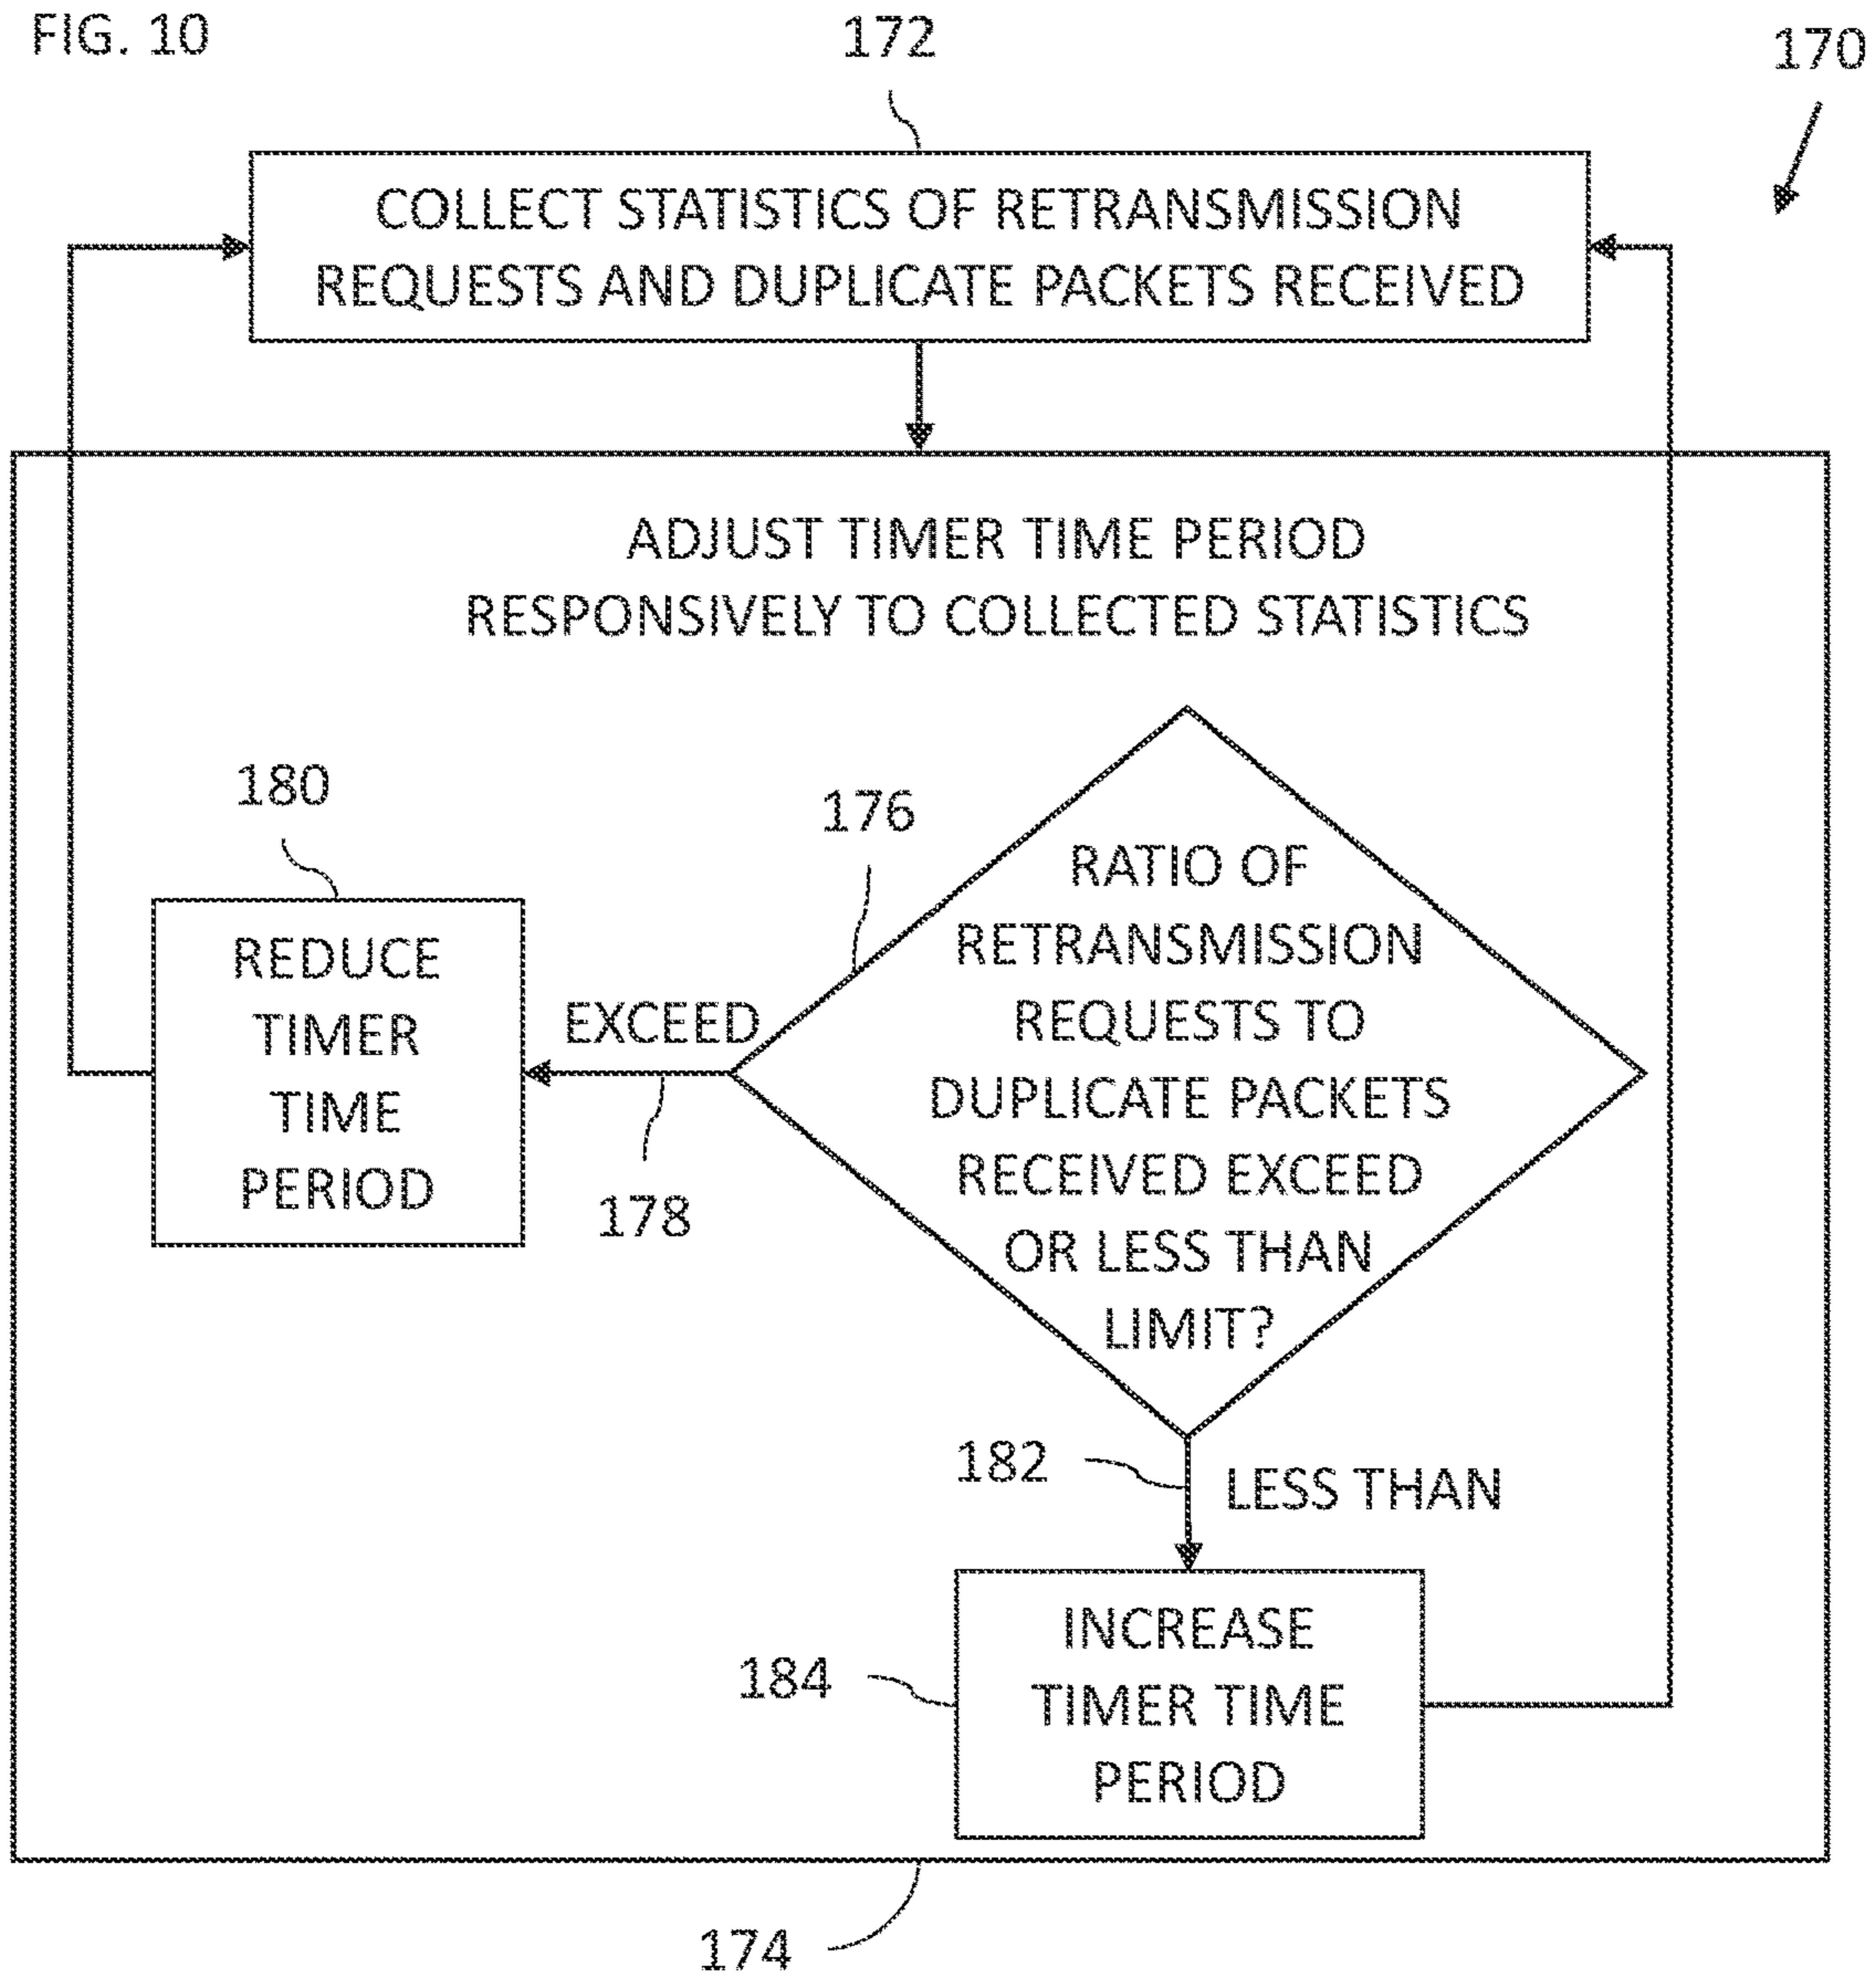 FIG. 10
172
170
COLLECT STATISTICS OF RETRANSMISSION
REQUESTS AND DUPLICATE PACKETS RECEIVED
ADJUST TIMER TIME PERIOD
RESPONSIVELY TO COLLECTED STATISTICS
180
176
REDUCE
TIMER
TIME
PERIOD
EXCEED
178
RATIO OF
RETRANSMISSION
REQUESTS TO
DUPLICATE PACKETS
RECEIVED EXCEED
OR LESS THAN
LIMIT?
182
LESS THAN
184
INCREASE
TIMER TIME
PERIOD
174